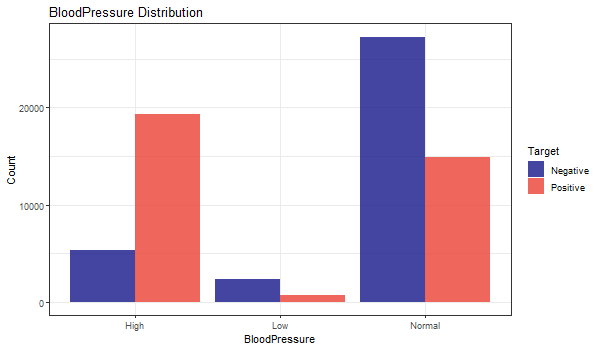 BloodPressure Distribution
Count
20000
10000
0
High
Low
Normal
BloodPressure
Target
Negative
Positive